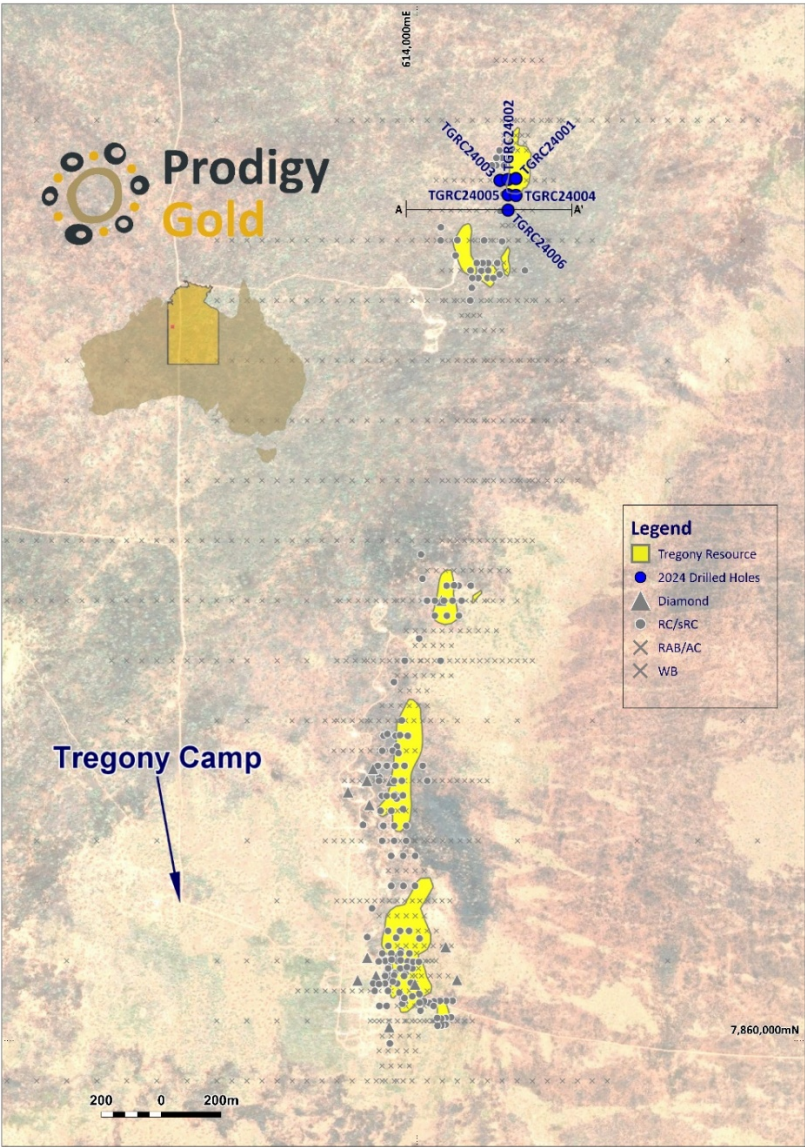 614,000mE
Prodigy
Gold
TGRC24003
TGRC24002
TGRC24001
TGRC24005
TGRC24004
A
A'
TGRC24006
Legend
Tregony Resource
2024 Drilled Holes
Diamond
RC/sRC
RAB/AC
WB
Tregony Camp
7,860,000mN
200 0 200m